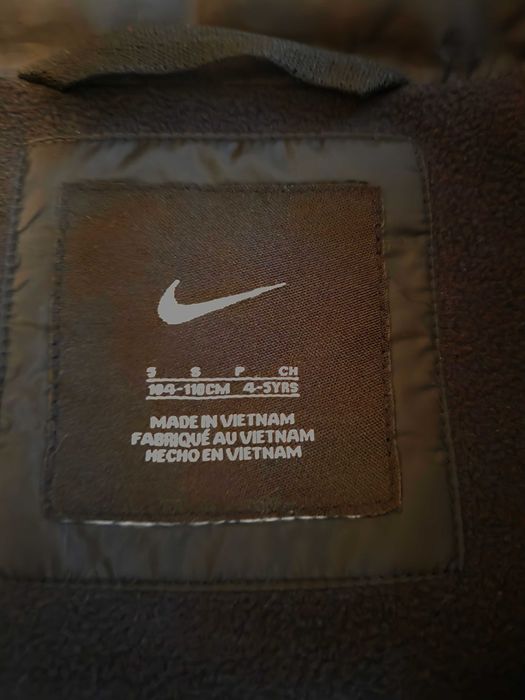 S S P CH
104-110CM 4-5YRS
MADE IN VIETNAM
FABRIQUÉ AU VIETNAM
HECHO EN VIETNAM